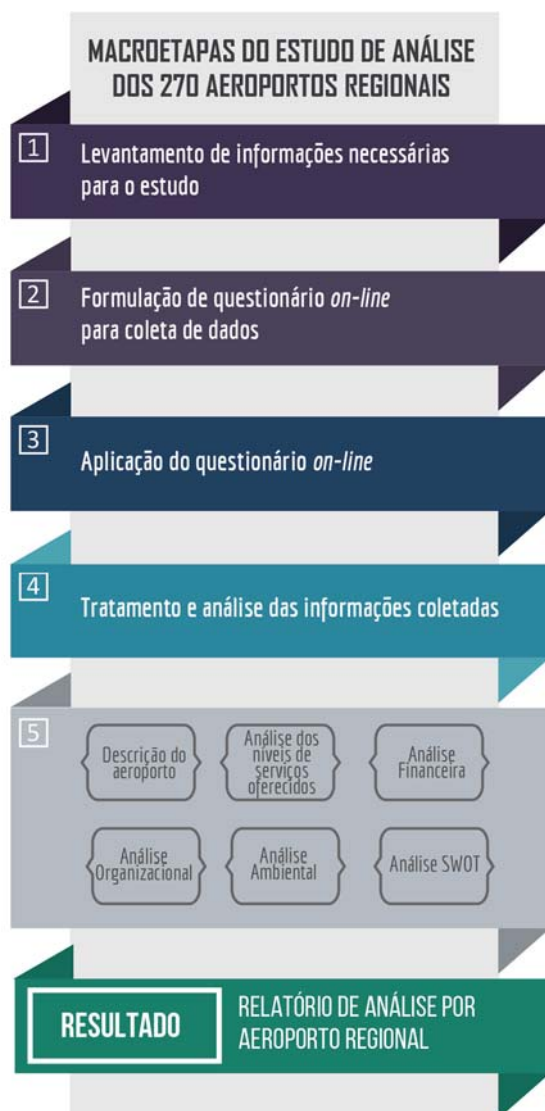 MACROETAPAS DO ESTUDO DE ANÁLISE
DOS 270 AEROPORTOS REGIONAIS
1
Levantamento de informações necessárias
para o estudo
2
Formulação de questionário on-line
para coleta de dados
3
Aplicação do questionário on-line
4
Tratamento e análise das informações coletadas
5
Descrição do
aeroporto
Análise dos
níveis de
serviços
oferecidos
Análise
Financeira
Análise
Organizacional
Análise
Ambiental
Análise SWOT
RESULTADO
RELATÓRIO DE ANÁLISE POR
AEROPORTO REGIONAL